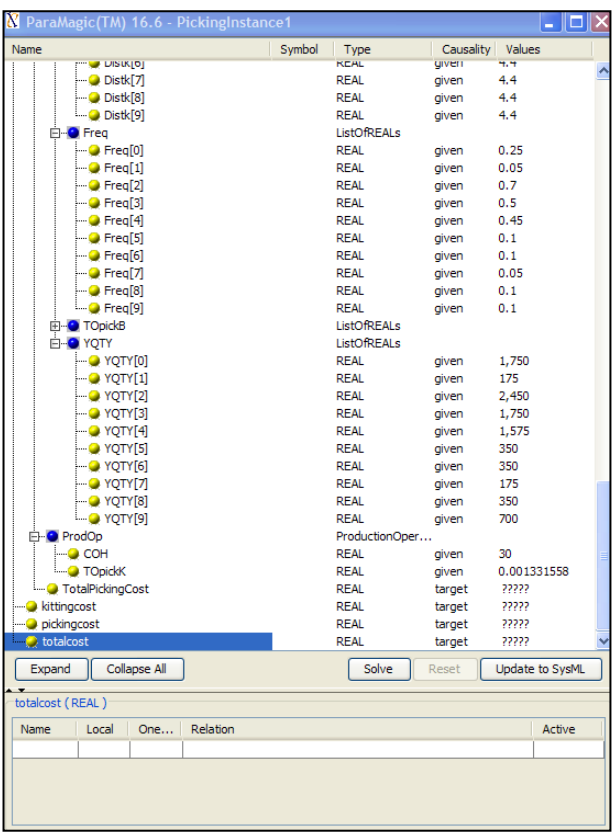 ParaMagic(TM) 16.6 - PickingInstance1
Name Symbol Type Causality Values
Distk[6] REAL given 4.4
Distk[7] REAL given 4.4
Distk[8] REAL given 4.4
Distk[9] REAL given 4.4
Freq ListOfREALs
Freq[0] REAL given 0.25
Freq[1] REAL given 0.05
Freq[2] REAL given 0.7
Freq[3] REAL given 0.5
Freq[4] REAL given 0.45
Freq[5] REAL given 0.1
Freq[6] REAL given 0.1
Freq[7] REAL given 0.05
Freq[8] REAL given 0.1
Freq[9] REAL given 0.1
TOpickB ListOfREALs
YQTY ListOfREALs
YQTY[0] REAL given 1,750
YQTY[1] REAL given 175
YQTY[2] REAL given 2,450
YQTY[3] REAL given 1,750
YQTY[4] REAL given 1,575
YQTY[5] REAL given 350
YQTY[6] REAL given 350
YQTY[7] REAL given 175
YQTY[8] REAL given 350
YQTY[9] REAL given 700
ProdOp ProductionOper...
COH REAL given 30
TOpickK REAL given 0.001331558
TotalPickingCost REAL target ?????
kittingcost REAL target ?????
pickingcost REAL target ?????
totalcost REAL target ?????
Expand Collapse All Solve Reset Update to SysML
totalcost ( REAL )
Name Local One... Relation Active